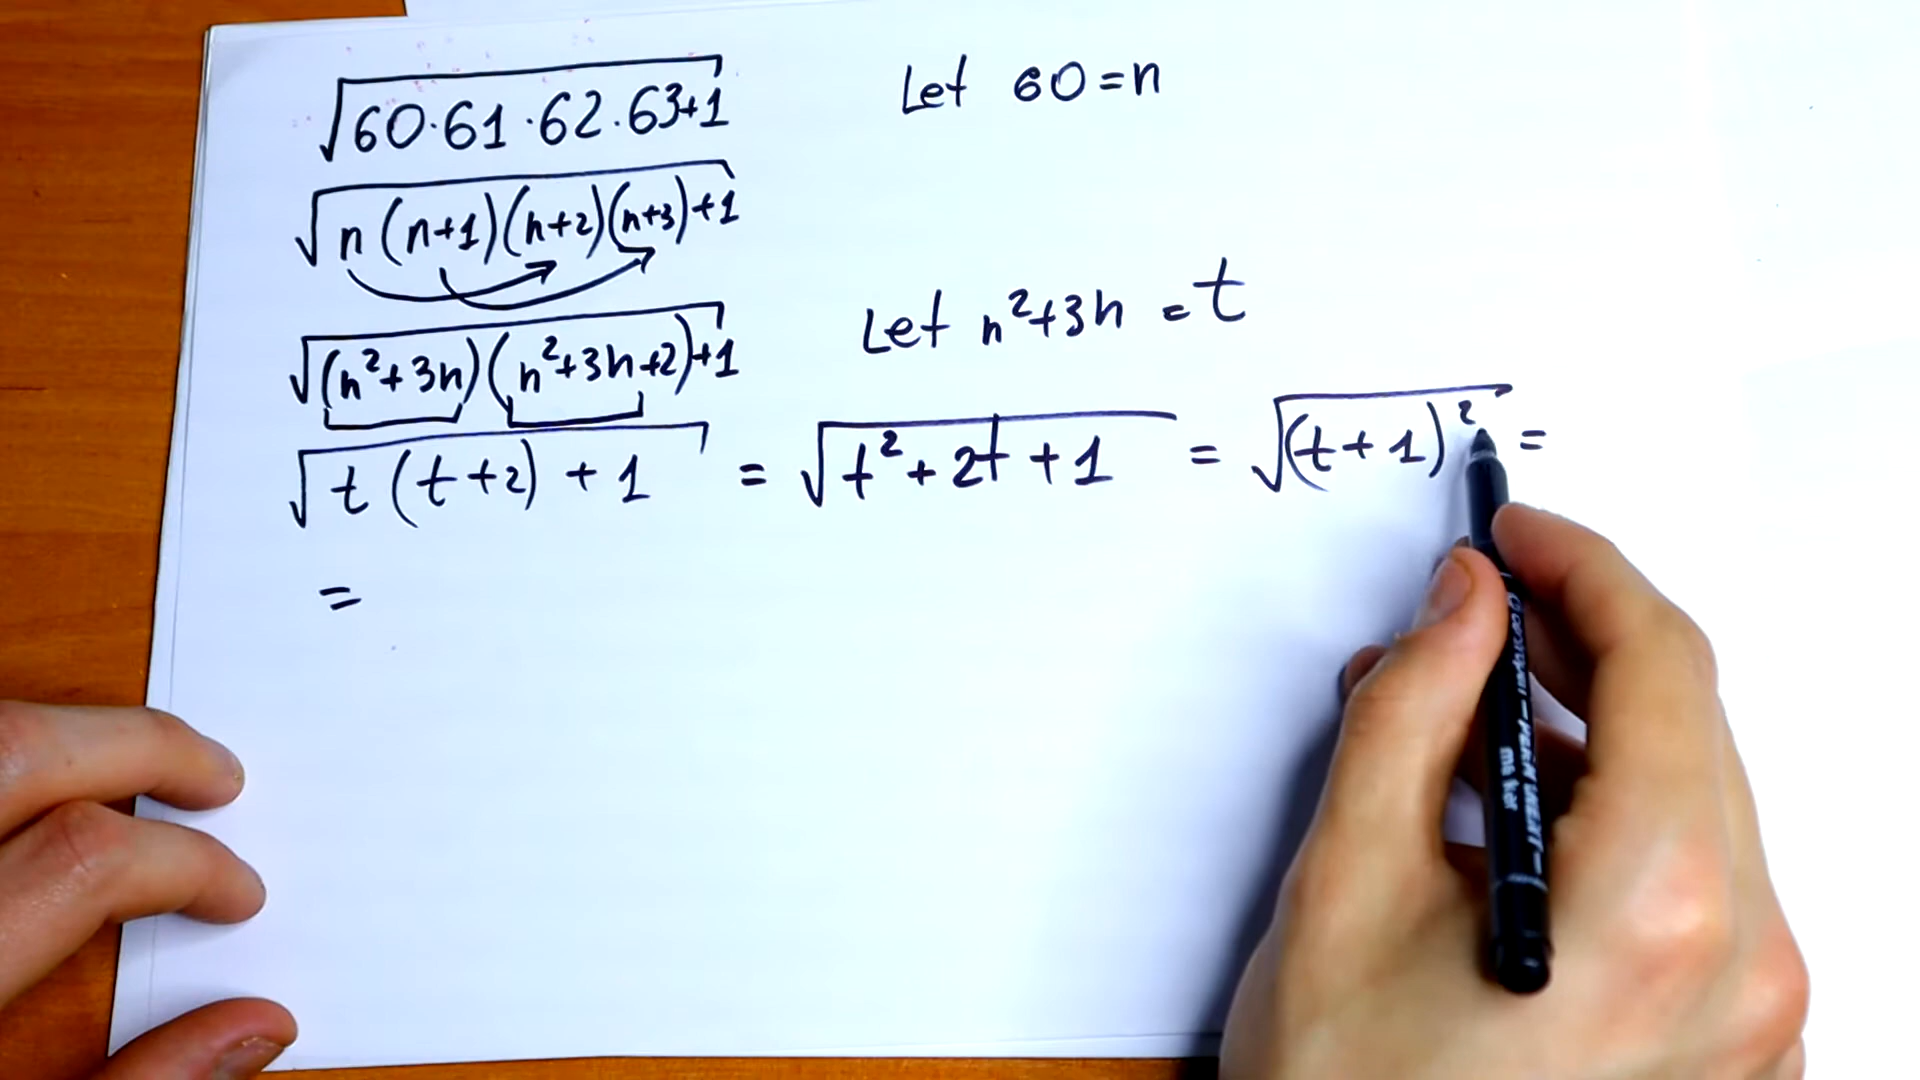 √60·61·62·63+1 Let 60=n
√n(n+1)(n+2)(n+3)+1
√(n²+3n)(n²+3n+2)+1 Let n²+3n = t
√t(t+2)+1 = √t²+2t+1 = √(t+1)² =
=